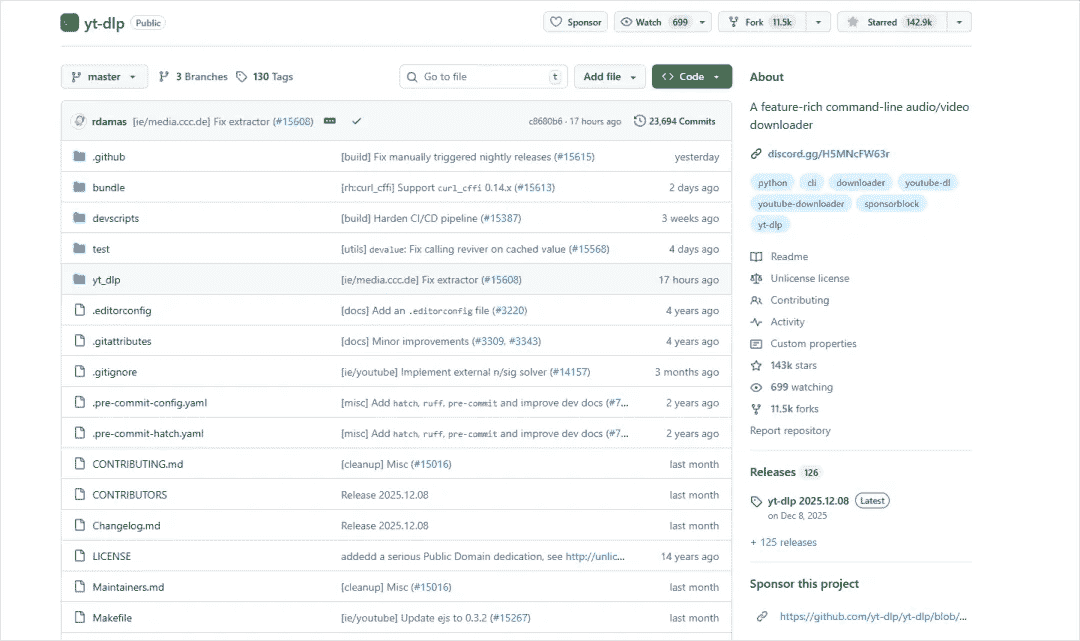 yt-dlp Public
Sponsor Watch 699 Fork 11.5k Starred 142.9k
master 3 Branches 130 Tags Go to file t Add file Code
rdamas [ie/media.ccc.de] Fix extractor (#15608) c8680b6 · 17 hours ago 23,694 Commits
.github [build] Fix manually triggered nightly releases (#15615) yesterday
bundle [rh:curl_cffi] Support curl_cffi 0.14.x (#15613) 2 days ago
devscripts [build] Harden CI/CD pipeline (#15387) 3 weeks ago
test [utils] devalue: Fix calling reviver on cached value (#15568) 4 days ago
yt_dlp [ie/media.ccc.de] Fix extractor (#15608) 17 hours ago
.editorconfig [docs] Add an .editorconfig file (#3220) 4 years ago
.gitattributes [docs] Minor improvements (#3309, #3343) 4 years ago
.gitignore [ie/youtube] Implement external n/sig solver (#14157) 3 months ago
.pre-commit-config.yaml [misc] Add hatch, ruff, pre-commit and improve dev docs (#7... 2 years ago
.pre-commit-hatch.yaml [misc] Add hatch, ruff, pre-commit and improve dev docs (#7... 2 years ago
CONTRIBUTING.md [cleanup] Misc (#15016) last month
CONTRIBUTORS Release 2025.12.08 last month
Changelog.md Release 2025.12.08 last month
LICENSE addedd a serious Public Domain dedication, see http://unlic... 14 years ago
Maintainers.md [cleanup] Misc (#15016) last month
Makefile [ie/youtube] Update ejs to 0.3.2 (#15267) last month
About
A feature-rich command-line audio/video
downloader
discord.gg/H5MNcFW63r
python cli downloader youtube-dl
youtube-downloader sponsorblock
yt-dlp
Readme
Unlicense license
Contributing
Activity
Custom properties
143k stars
699 watching
11.5k forks
Report repository
Releases 126
yt-dlp 2025.12.08 Latest
on Dec 8, 2025
+ 125 releases
Sponsor this project
https://github.com/yt-dlp/yt-dlp/blob/...